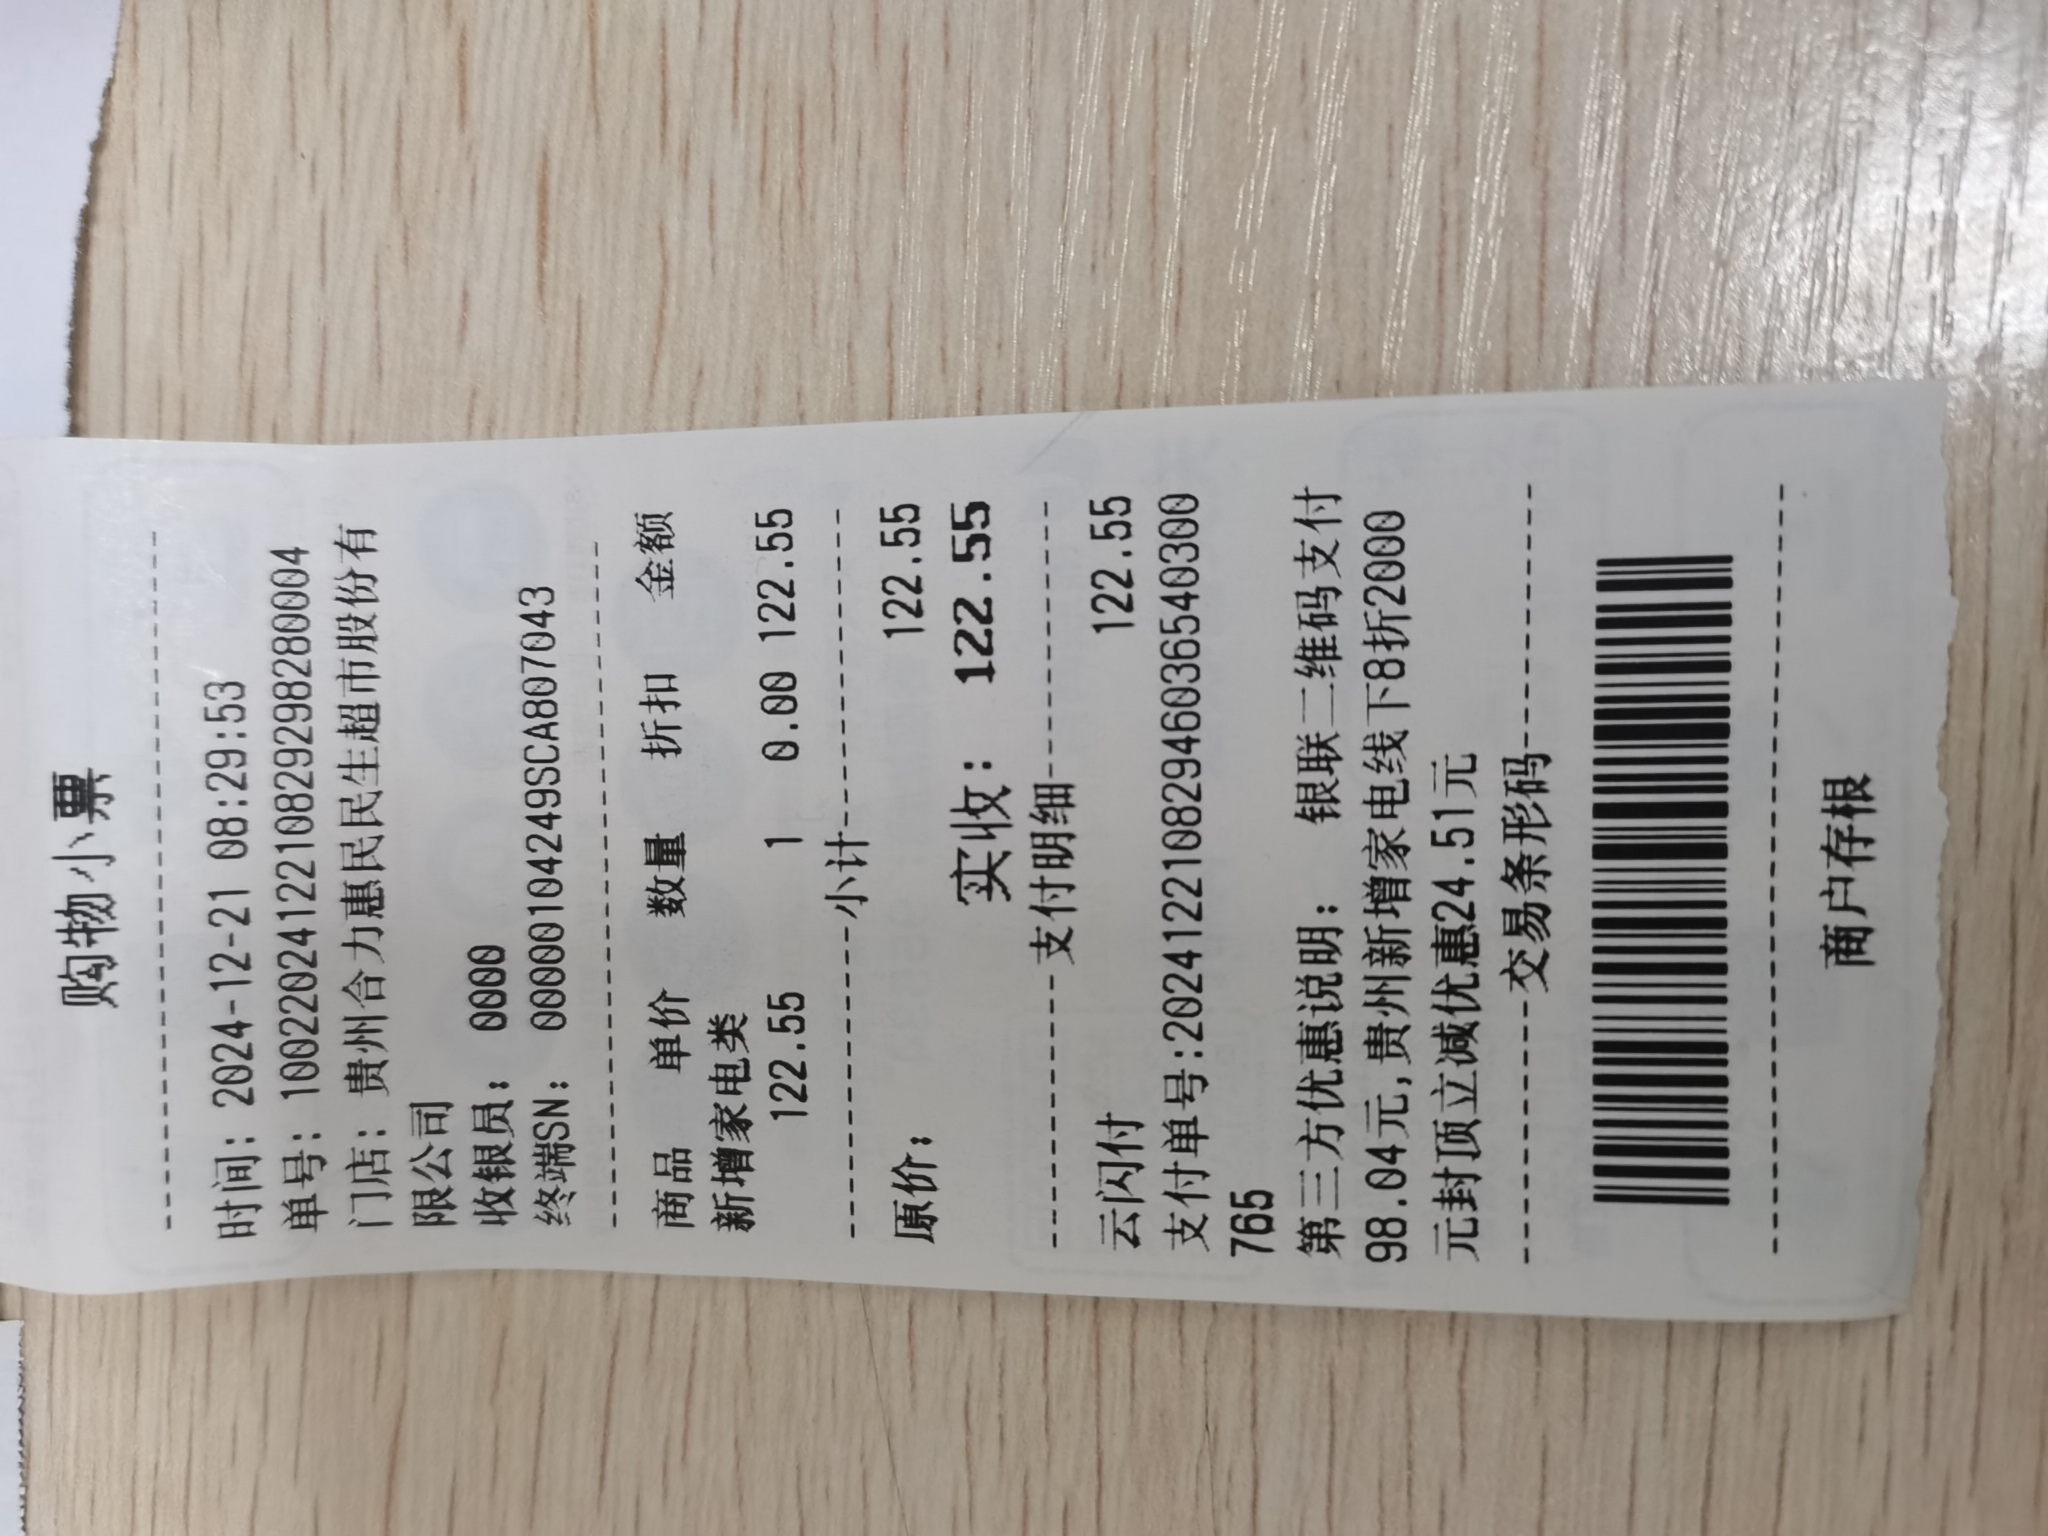 购物小票
时间: 2024-12-21 08:29:53
单号: 1002202412210829298280004
门店: 贵州合力惠民民生超市股份有
限公司
收银员: 0000
终端SN: 00000104249SCA807043
商品 单价 数量 折扣 金额
新增家电类
122.55 1 0.00 122.55
小计
原价: 122.55
实收: 122.55
支付明细
云闪付 122.55
支付单号:20241221082946036540300
765
第三方优惠说明: 银联二维码支付
98.04元,贵州新增家电线下8折2000
元封顶立减优惠24.51元
交易条形码
商户存根